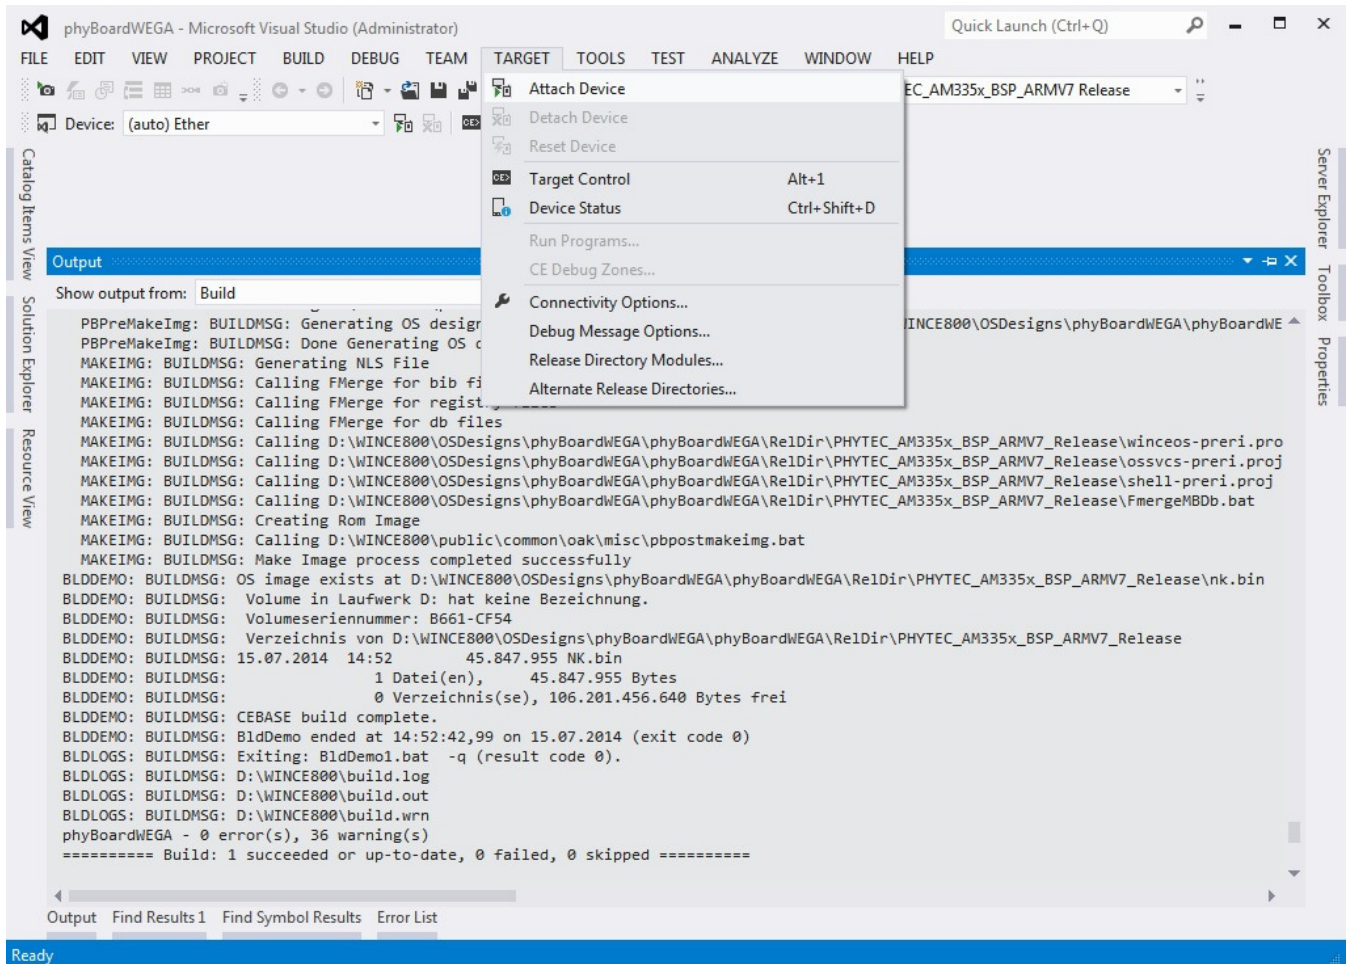 phyBoardWEGA - Microsoft Visual Studio (Administrator)
Quick Launch (Ctrl+Q)
FILE EDIT VIEW PROJECT BUILD DEBUG TEAM TARGET TOOLS TEST ANALYZE WINDOW HELP
EC_AM335x_BSP_ARMV7 Release
Device: (auto) Ether
CE>
Attach Device
Detach Device
Reset Device
CE> Target Control Alt+1
Device Status Ctrl+Shift+D
Run Programs...
CE Debug Zones...
Connectivity Options...
Debug Message Options...
Release Directory Modules...
Alternate Release Directories...
Catalog Items View
Solution Explorer
Resource View
Server Explorer
Toolbox
Properties
Output
Show output from: Build
PBPreMakeImg: BUILDMSG: Generating OS design INCE800\OSDesigns\phyBoardWEGA\phyBoardWE
PBPreMakeImg: BUILDMSG: Done Generating OS
MAKEIMG: BUILDMSG: Generating NLS File
MAKEIMG: BUILDMSG: Calling FMerge for bib fi
MAKEIMG: BUILDMSG: Calling FMerge for regist
MAKEIMG: BUILDMSG: Calling FMerge for db files
MAKEIMG: BUILDMSG: Calling D:\WINCE800\OSDesigns\phyBoardWEGA\phyBoardWEGA\RelDir\PHYTEC_AM335x_BSP_ARMV7_Release\winceos-preri.pro
MAKEIMG: BUILDMSG: Calling D:\WINCE800\OSDesigns\phyBoardWEGA\phyBoardWEGA\RelDir\PHYTEC_AM335x_BSP_ARMV7_Release\ossvcs-preri.proj
MAKEIMG: BUILDMSG: Calling D:\WINCE800\OSDesigns\phyBoardWEGA\phyBoardWEGA\RelDir\PHYTEC_AM335x_BSP_ARMV7_Release\shell-preri.proj
MAKEIMG: BUILDMSG: Calling D:\WINCE800\OSDesigns\phyBoardWEGA\phyBoardWEGA\RelDir\PHYTEC_AM335x_BSP_ARMV7_Release\FmergeMBDb.bat
MAKEIMG: BUILDMSG: Creating Rom Image
MAKEIMG: BUILDMSG: Calling D:\WINCE800\public\common\oak\misc\pbpostmakeimg.bat
MAKEIMG: BUILDMSG: Make Image process completed successfully
BLDDEMO: BUILDMSG: OS image exists at D:\WINCE800\OSDesigns\phyBoardWEGA\phyBoardWEGA\RelDir\PHYTEC_AM335x_BSP_ARMV7_Release\nk.bin
BLDDEMO: BUILDMSG: Volume in Laufwerk D: hat keine Bezeichnung.
BLDDEMO: BUILDMSG: Volumeseriennummer: B661-CF54
BLDDEMO: BUILDMSG: Verzeichnis von D:\WINCE800\OSDesigns\phyBoardWEGA\phyBoardWEGA\RelDir\PHYTEC_AM335x_BSP_ARMV7_Release
BLDDEMO: BUILDMSG: 15.07.2014 14:52 45.847.955 NK.bin
BLDDEMO: BUILDMSG: 1 Datei(en), 45.847.955 Bytes
BLDDEMO: BUILDMSG: 0 Verzeichnis(se), 106.201.456.640 Bytes frei
BLDDEMO: BUILDMSG: CEBASE build complete.
BLDDEMO: BUILDMSG: BldDemo ended at 14:52:42,99 on 15.07.2014 (exit code 0)
BLDLOGS: BUILDMSG: Exiting: BldDemo1.bat -q (result code 0).
BLDLOGS: BUILDMSG: D:\WINCE800\build.log
BLDLOGS: BUILDMSG: D:\WINCE800\build.out
BLDLOGS: BUILDMSG: D:\WINCE800\build.wrn
phyBoardWEGA - 0 error(s), 36 warning(s)
========== Build: 1 succeeded or up-to-date, 0 failed, 0 skipped ==========
Output Find Results 1 Find Symbol Results Error List
Ready